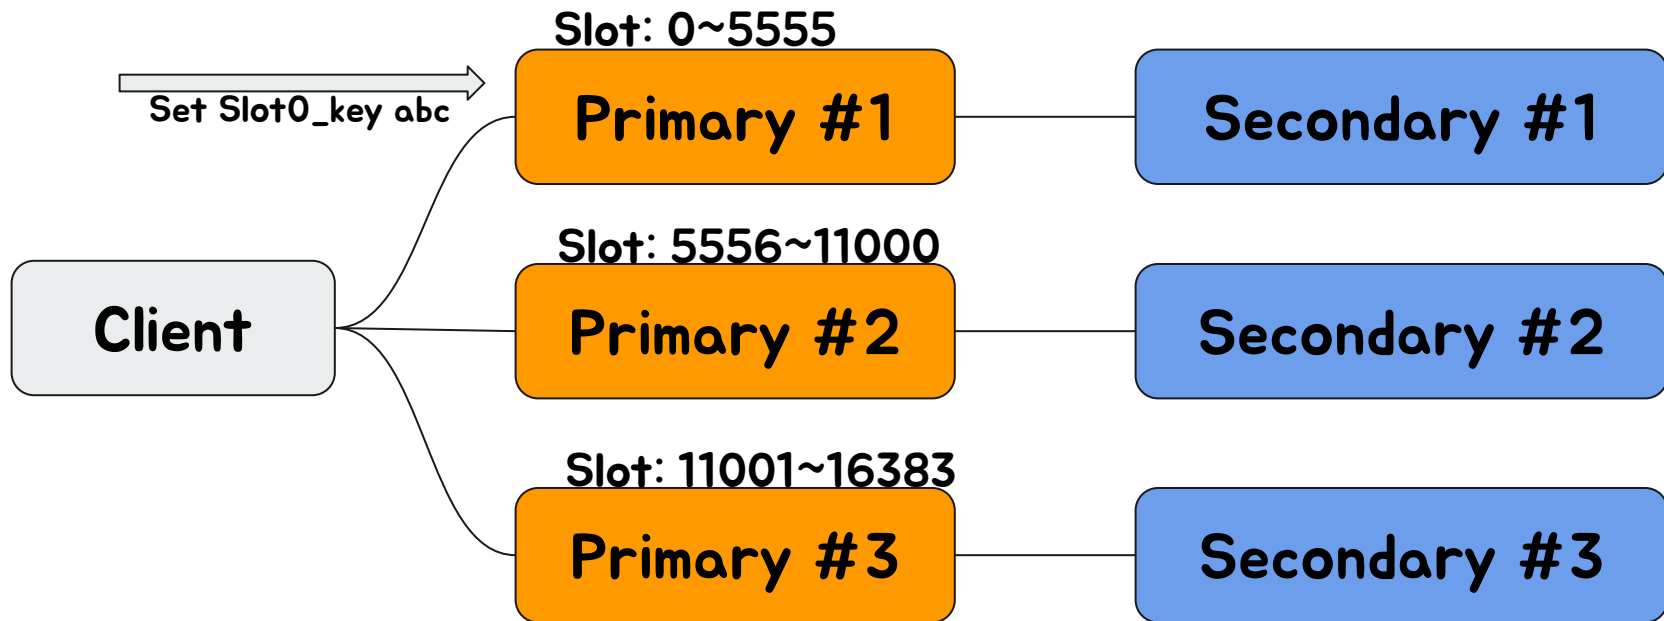 Slot: 0~5555
Set Slot0_key abc
Primary #1
Secondary #1
Slot: 5556~11000
Client
Primary #2
Secondary #2
Slot: 11001~16383
Primary #3
Secondary #3